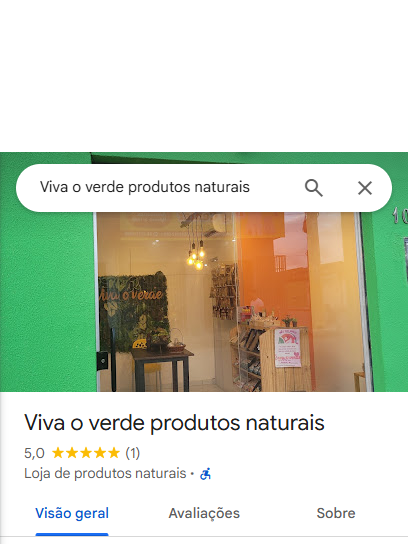 Viva o verde produtos naturais
10
Viva o verde
Viva o verde produtos naturais
5,0 (1)
Loja de produtos naturais ·
Visão geral Avaliações Sobre